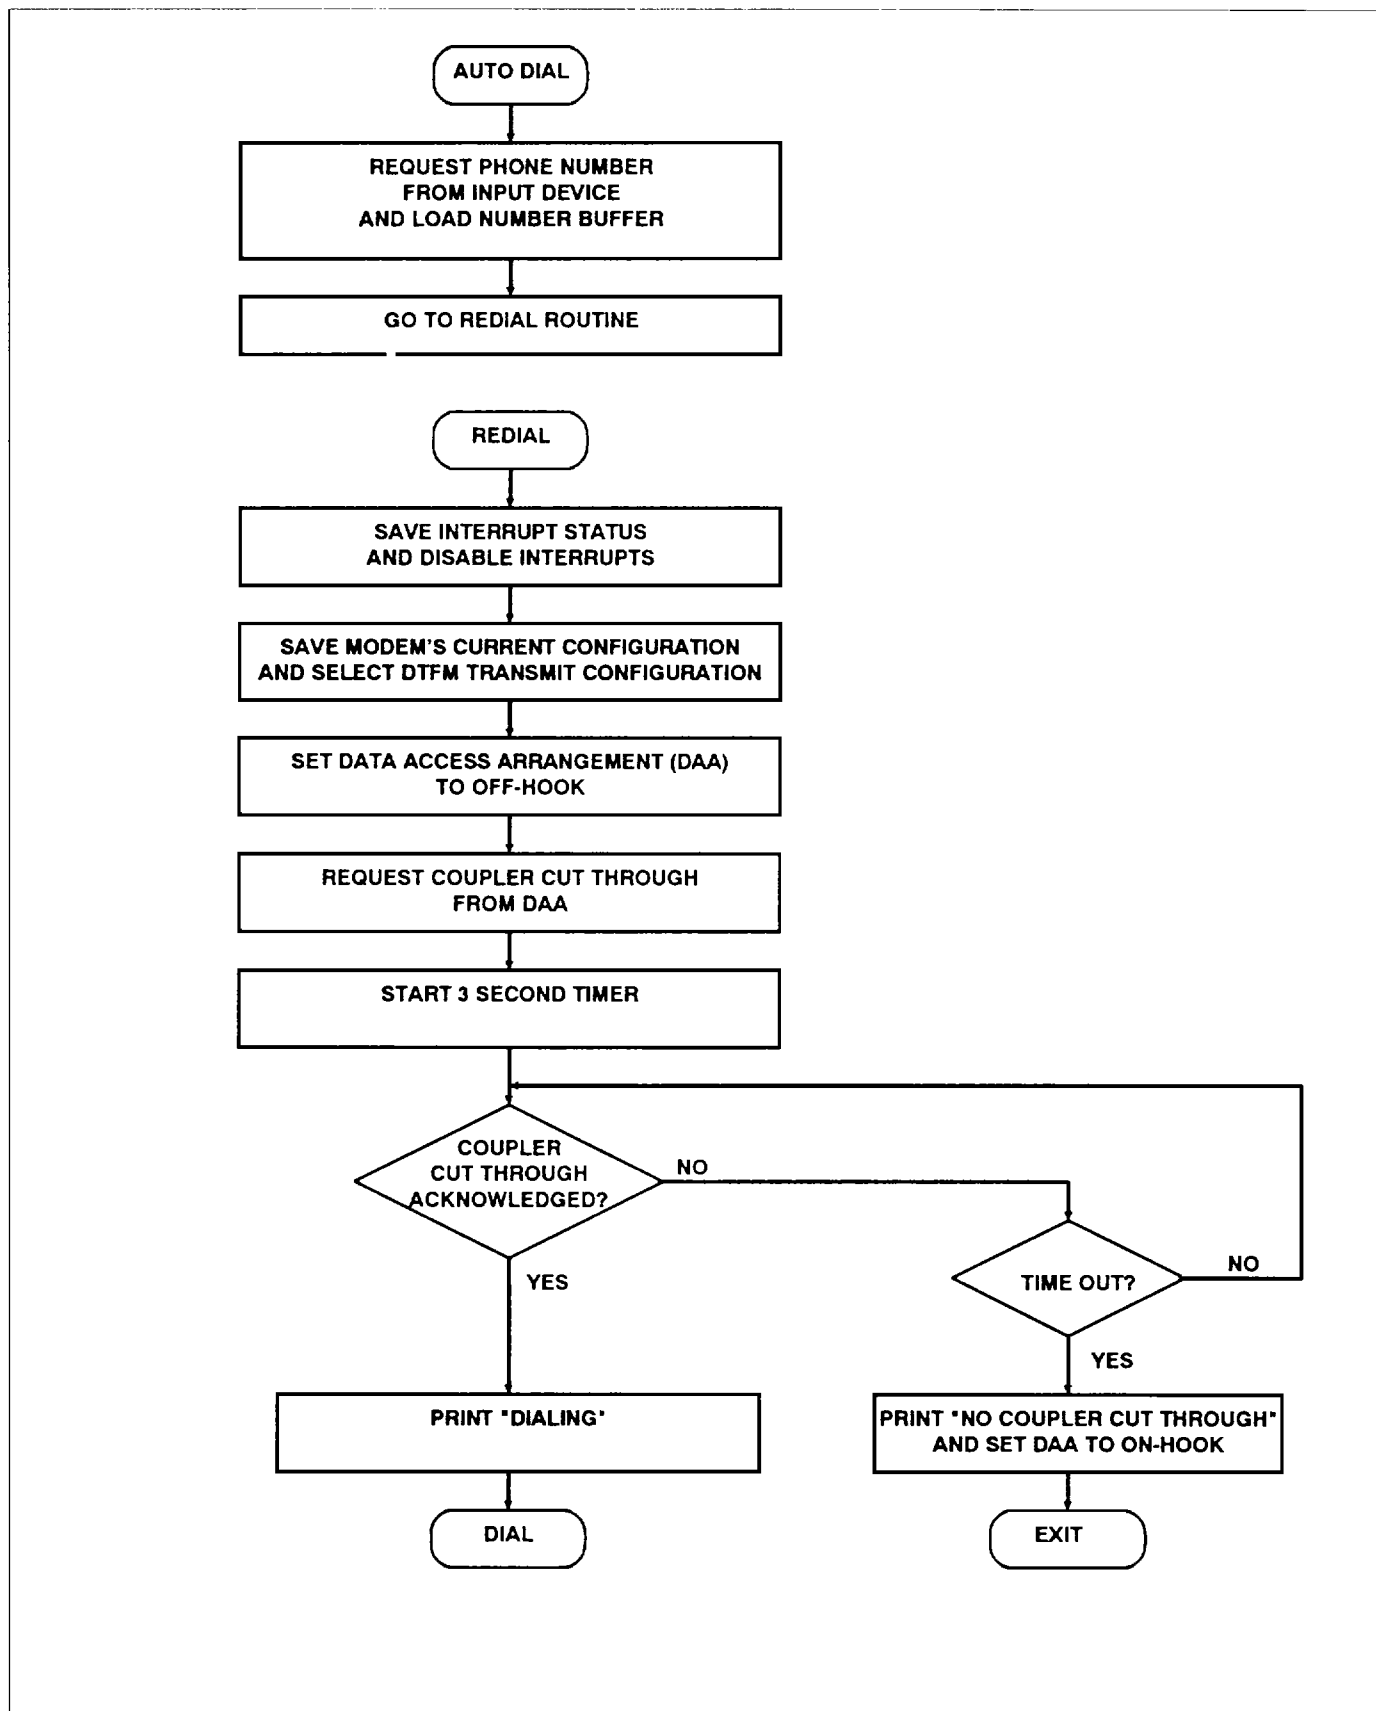 AUTO DIAL
REQUEST PHONE NUMBER
FROM INPUT DEVICE
AND LOAD NUMBER BUFFER
GO TO REDIAL ROUTINE
REDIAL
SAVE INTERRUPT STATUS
AND DISABLE INTERRUPTS
SAVE MODEM'S CURRENT CONFIGURATION
AND SELECT DTFM TRANSMIT CONFIGURATION
SET DATA ACCESS ARRANGEMENT (DAA)
TO OFF-HOOK
REQUEST COUPLER CUT THROUGH
FROM DAA
START 3 SECOND TIMER
COUPLER
CUT THROUGH
ACKNOWLEDGED?
NO
YES
TIME OUT?
NO
YES
PRINT "DIALING"
PRINT "NO COUPLER CUT THROUGH"
AND SET DAA TO ON-HOOK
DIAL
EXIT